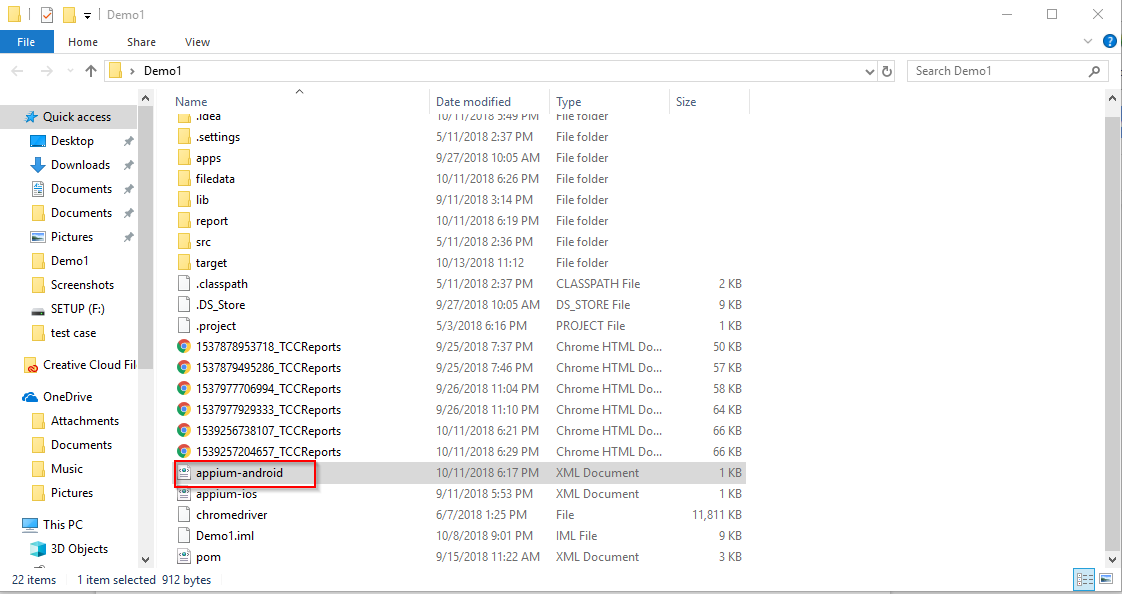 Demo1
File Home Share View
Demo1 Search Demo1
Name Date modified Type Size
Quick access
Desktop
Downloads
Documents
Documents
Pictures
Demo1
Screenshots
SETUP (F:)
test case
Creative Cloud Fil
OneDrive
Attachments
Documents
Music
Pictures
This PC
3D Objects
.idea 10/11/2018 5:49 PM File folder
.settings 5/11/2018 2:37 PM File folder
apps 9/27/2018 10:05 AM File folder
filedata 10/11/2018 6:26 PM File folder
lib 9/11/2018 3:14 PM File folder
report 10/11/2018 6:19 PM File folder
src 5/11/2018 2:36 PM File folder
target 10/13/2018 11:12 File folder
.classpath 5/11/2018 2:37 PM CLASSPATH File 2 KB
.DS_Store 9/27/2018 10:05 AM DS_STORE File 9 KB
.project 5/3/2018 6:16 PM PROJECT File 1 KB
1537878953718_TCCReports 9/25/2018 7:37 PM Chrome HTML Do... 50 KB
1537879495286_TCCReports 9/25/2018 7:46 PM Chrome HTML Do... 57 KB
1537977706994_TCCReports 9/26/2018 11:04 PM Chrome HTML Do... 58 KB
1537977929333_TCCReports 9/26/2018 11:10 PM Chrome HTML Do... 64 KB
1539256738107_TCCReports 10/11/2018 6:21 PM Chrome HTML Do... 66 KB
1539257204657_TCCReports 10/11/2018 6:29 PM Chrome HTML Do... 66 KB
appium-android 10/11/2018 6:17 PM XML Document 1 KB
appium-ios 9/11/2018 5:53 PM XML Document 1 KB
chromedriver 6/7/2018 1:25 PM File 11,811 KB
Demo1.iml 10/8/2018 9:01 PM IML File 9 KB
pom 9/15/2018 11:22 AM XML Document 3 KB
22 items 1 item selected 912 bytes